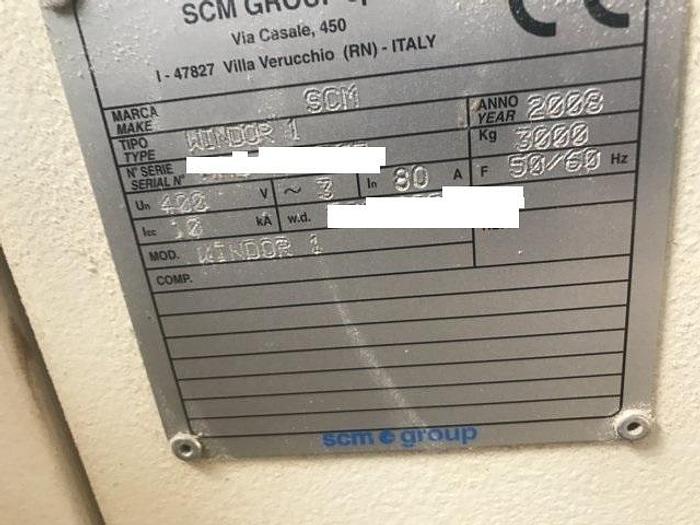 SCM GROUP
Via Casale, 450
I - 47827 Villa Verucchio (RN) - ITALY
MARCA
MAKE SCM ANNO
YEAR 2008
TIPO
TYPE WINDOR 1 Kg 3000
N° SERIE
SERIAL N° F 50/60 Hz
Un 400 V ~ 3 In 80 A
Icc 10 kA w.d.
MOD. WINDOR 1
COMP.
scm group